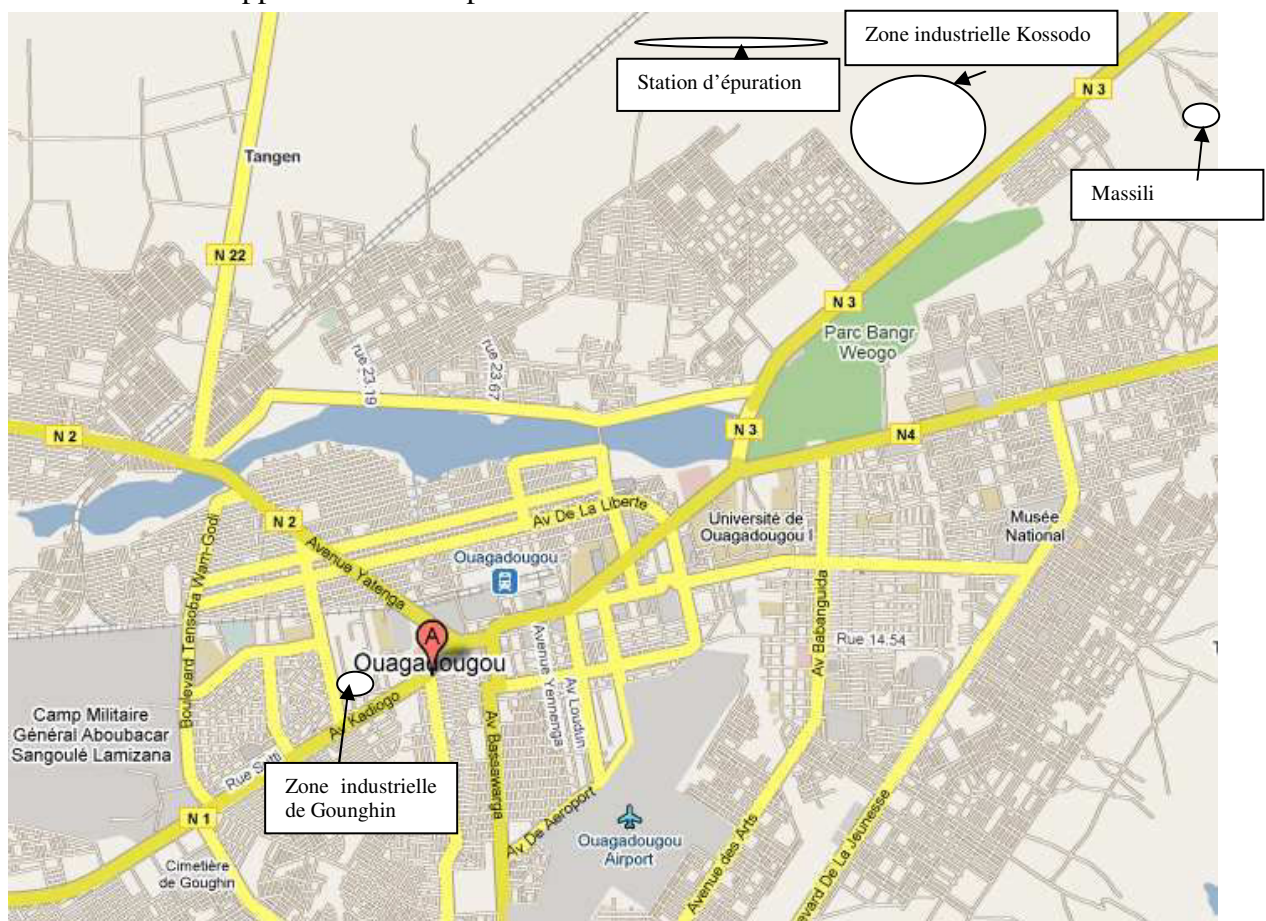 Zone industrielle Kossodo
Station d'épuration
N 3
Massili
Tangen
N 22
N 3
Parc Bangr
Weogo
rue 23.19
rue 23.67
N 2
N 3
N4
N 2
Av De La Liberte
Université de
Ouagadougou I
Musée
National
Avenue Yatenga
Ouagadougou
Boulevard Tensoba Wam-Godi
Av Babanguida
Rue 14.54
A
Ouagadougou
Avenue Yennenga
Av Loudun
Camp Militaire
Général Aboubacar
Sangoulé Lamizana
Av Kadiogo
Av Bassawarga
Zone industrielle
de Gounghin
N 1
Av De Aeroport
Ouagadougou
Airport
Avenue des Arts
Cimetière
de Goughin